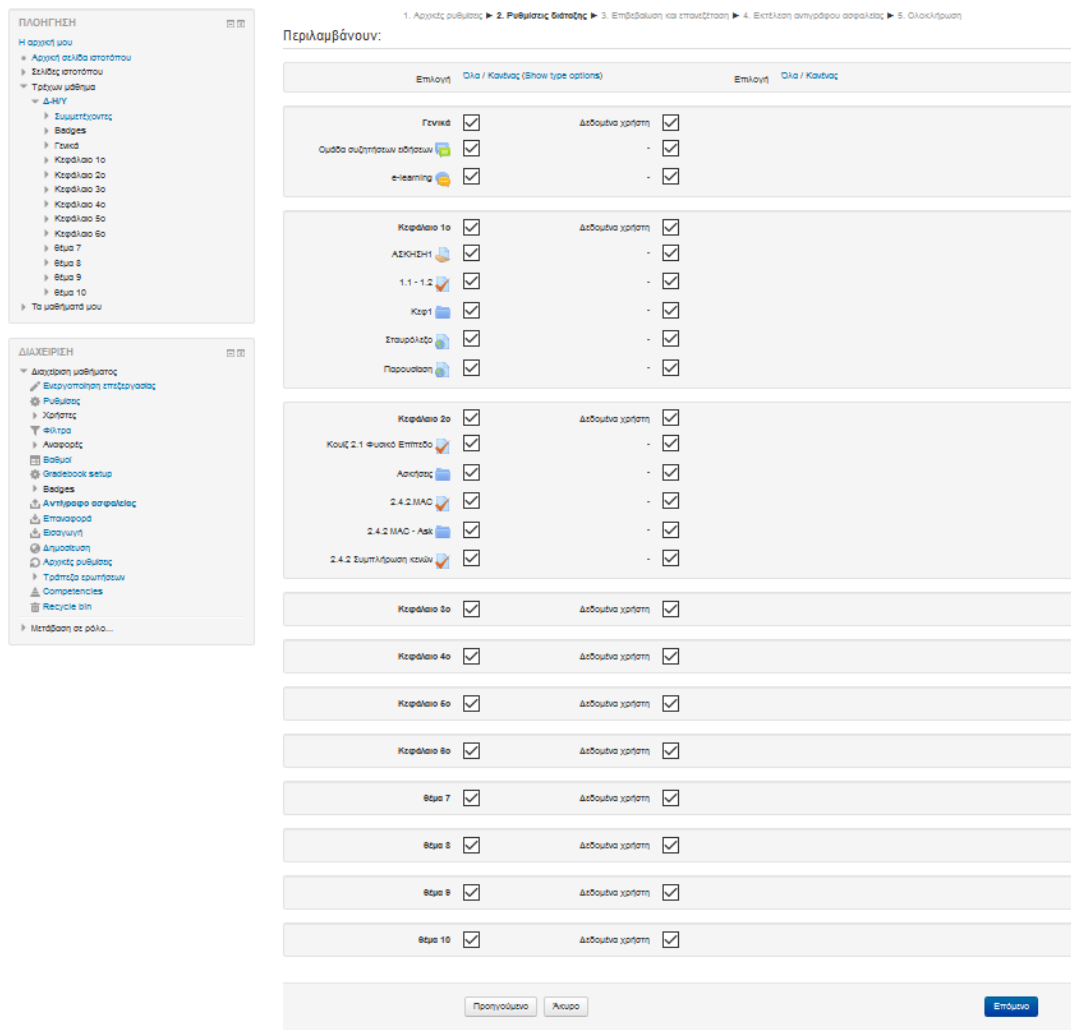 ΠΛΟΗΓΗΣΗ
Η αρχική μου
Αρχική σελίδα ιστοτόπου
Σελίδες ιστοτόπου
Τρέχων μάθημα
Δ-Η/Υ
Συμμετέχοντες
Badges
Γενικά
Κεφάλαιο 1ο
Κεφάλαιο 2ο
Κεφάλαιο 3ο
Κεφάλαιο 4ο
Κεφάλαιο 5ο
Κεφάλαιο 6ο
Θέμα 7
Θέμα 8
Θέμα 9
Θέμα 10
Τα μαθήματά μου
ΔΙΑΧΕΙΡΙΣΗ
Διαχείριση μαθήματος
Ενεργοποίηση επεξεργασίας
Ρυθμίσεις
Χρήστες
Φίλτρα
Αναφορές
Βαθμοί
Gradebook setup
Badges
Αντίγραφο ασφαλείας
Επαναφορά
Εισαγωγή
Δημοσίευση
Αρχικές ρυθμίσεις
Τράπεζα ερωτήσεων
Competencies
Recycle bin
Μετάβαση σε ρόλο...
1. Αρχικές ρυθμίσεις ► 2. Ρυθμίσεις διάταξης ► 3. Επιβεβαίωση και επανεξέταση ► 4. Εκτέλεση αντιγράφου ασφαλείας ► 5. Ολοκλήρωση
Περιλαμβάνουν:
Επιλογή Όλα / Κανένας (Show type options) Επιλογή Όλα / Κανένας
Γενικά Δεδομένα χρήστη
Ομάδα συζητήσεων ειδήσεων -
e-learning -
Κεφάλαιο 1ο Δεδομένα χρήστη
ΑΣΚΗΣΗ1 -
1.1 - 1.2 -
Κεφ1 -
Σταυρόλεξο -
Παρουσίαση -
Κεφάλαιο 2ο Δεδομένα χρήστη
Κουίζ 2.1 Φυσικό Επίπεδο -
Ασκήσεις -
2.4.2.MAC -
2.4.2 MAC - Ask -
2.4.2 Συμπλήρωση κενών -
Κεφάλαιο 3ο Δεδομένα χρήστη
Κεφάλαιο 4ο Δεδομένα χρήστη
Κεφάλαιο 5ο Δεδομένα χρήστη
Κεφάλαιο 6ο Δεδομένα χρήστη
Θέμα 7 Δεδομένα χρήστη
Θέμα 8 Δεδομένα χρήστη
Θέμα 9 Δεδομένα χρήστη
Θέμα 10 Δεδομένα χρήστη
Προηγούμενο Άκυρο Επόμενο